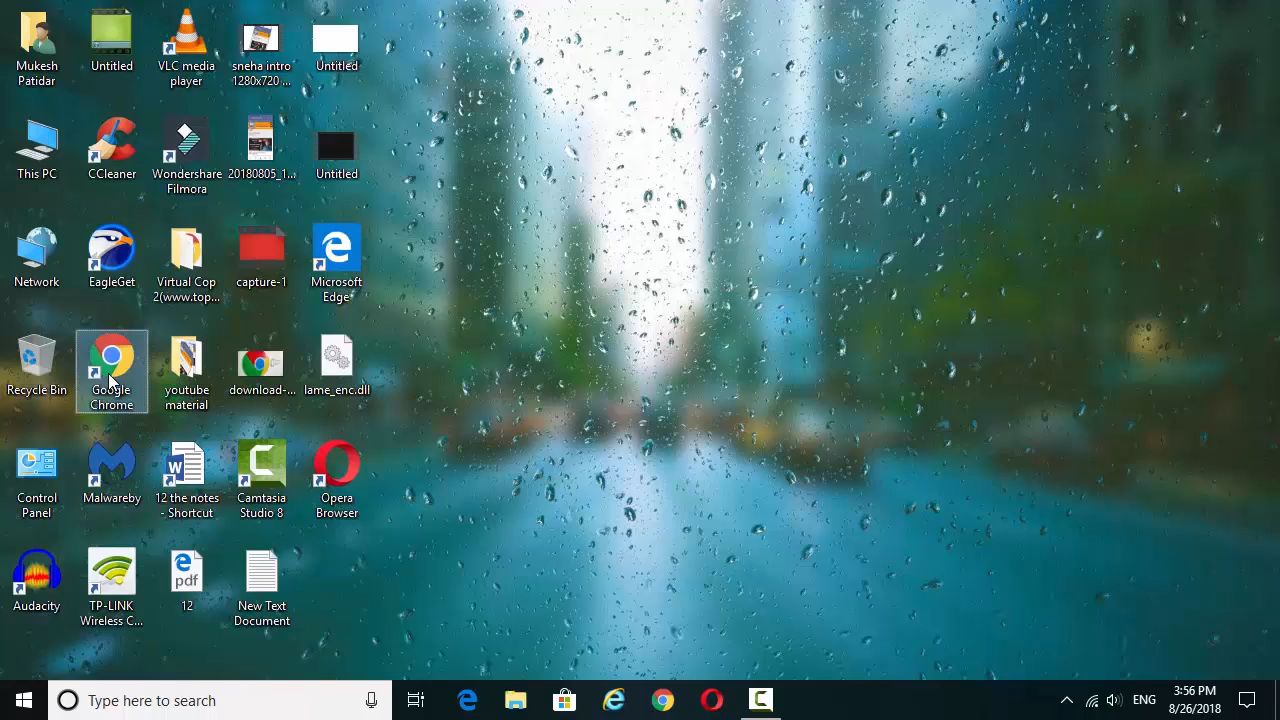 Mukesh
Patidar
Untitled
VLC media
player
sneha intro
1280x720 ...
Untitled
This PC
CCleaner
Wondershare
Filmora
20180805_1...
Untitled
Network
EagleGet
Virtual Cop
2(www.top...
capture-1
Microsoft
Edge
Recycle Bin
Google
Chrome
youtube
material
download-...
lame_enc.dll
Control
Panel
Malwareby
12 the notes
- Shortcut
Camtasia
Studio 8
Opera
Browser
Audacity
TP-LINK
Wireless C...
pdf
12
New Text
Document
Type here to search
ENG
3:50 PM
8/26/2018